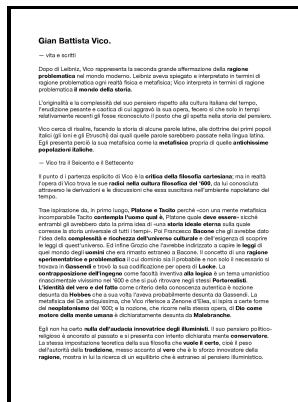 Gian Battista Vico.
— vita e scritti
Dopo di Leibniz, Vico rappresenta la seconda grande affermazione della ragione
problematica nel mondo moderno. Leibniz aveva spiegato e interpretato in termini di
ragione problematica ogni realtà fisica e metafisica; Vico interpreta in termini di ragione
problematica il mondo della storia.
L'originalità e la complessità del suo pensiero rispetto alla cultura italiana del tempo,
l'erudizione pesante e caotica di cui aggravò la sua opera, fecero sì che solo in tempi
relativamente recenti gli fosse riconosciuto il posto che gli spetta nella storia del pensiero.
Vico cerca di risalire, facendo la storia di alcune parole latine, alle dottrine dei primi popoli
italici (gli ioni e gli Etruschi) dai quali quelle parole sarebbero passate nella lingua latina.
Egli presenta perciò la sua metafisica come la metafisica propria di quelle antichissime
popolazioni italiche.
— Vico tra il Seicento e il Settecento
Il punto di partenza esplicito di Vico è la critica della filosofia cartesiana; ma in realtà
l'opera di Vico trova le sue radici nella cultura filosofica del '600, da lui conosciuta
attraverso le derivazioni e le discussioni che essa suscitava nell'ambiente napoletano del
tempo.
Trae ispirazione da, in primo luogo, Platone e Tacito perché «con una mente metafisica
incomparabile Tacito contempla l'uomo qual è, Platone quale deve essere» sicché
entrambi gli avrebbero dato la prima idea di «una storia ideale eterna sulla quale
corresse la storia universale di tutti i tempi». Poi Francesco Bacone che gli avrebbe dato
l'idea della complessità e ricchezza dell'universo culturale e dell'esigenza di scoprire
le leggi di quest'universo. Ed infine Grozio che l'avrebbe indirizzato a capire le leggi di
quel mondo degli uomini che era rimasto estraneo a Bacone. Il concetto di una ragione
sperimentatrice e problematica il cui dominio sia il probabile e non solo il necessario si
trovava in Gassendi e trovò la sua codificazione per opera di Locke. La
contrapposizione dell'ingegno come facoltà inventiva alla logica è un tema umanistico
rinascimentale vivissimo nel '600 e che si può ritrovare negli stessi Portorealisti.
L'identità del vero e del fatto come criterio della conoscenza autentica è nozione
desunta da Hobbes che a sua volta l'aveva probabilmente desunta da Gassendi. La
metafisica del De antiquissima, che Vico riferisce a Zenone d'Elea, si ispira a certe forme
del neoplatonismo del '600; e la nozione, che ricorre nella stessa opera, di Dio come
motore della mente umana è dichiaratamente desunta da Malebranche.
Egli non ha certo nulla dell'audacia innovatrice degli illuministi. Il suo pensiero politico-
religioso è ancorato al passato e si presenta con intento dichiarata mente conservatore.
La stessa impostazione teoretica della sua filosofia che vuole il certo, cioè il peso
dell'autorità della tradizione, messo accanto al vero che è lo sforzo innovatore della
ragione, mostra in lui la ricerca di un equilibrio che è estraneo al pensiero illuministico.